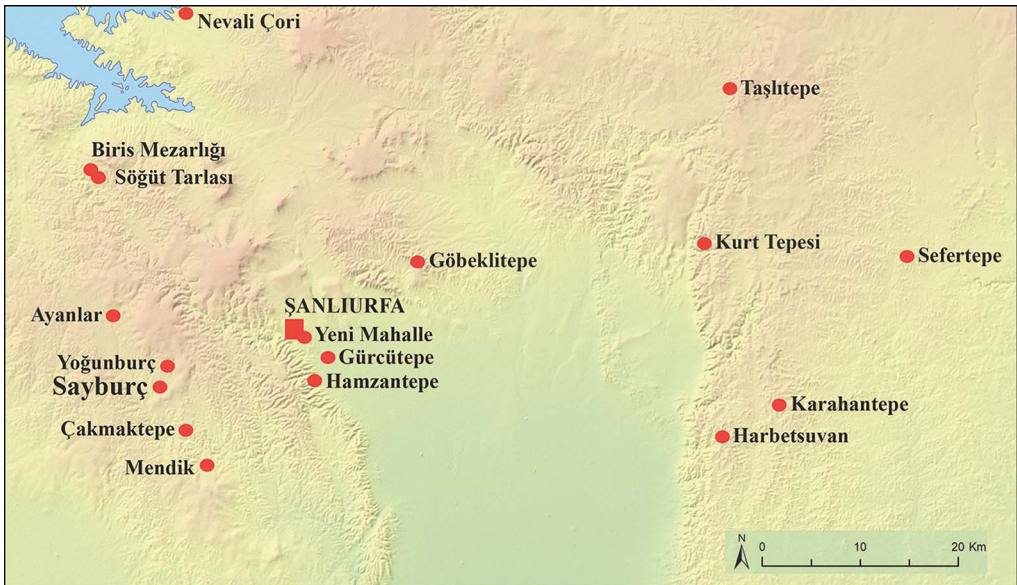 Nevali Çori
Taşlıtepe
Biris Mezarlığı
Söğüt Tarlası
Kurt Tepesi
Sefertepe
Göbeklitepe
ŞANLIURFA
Ayanlar
Yeni Mahalle
Gürcütepe
Yoğunburç
Hamzantepe
Sayburç
Karahantepe
Çakmaktepe
Harbetsuvan
Mendik
N
0 10 20 Km